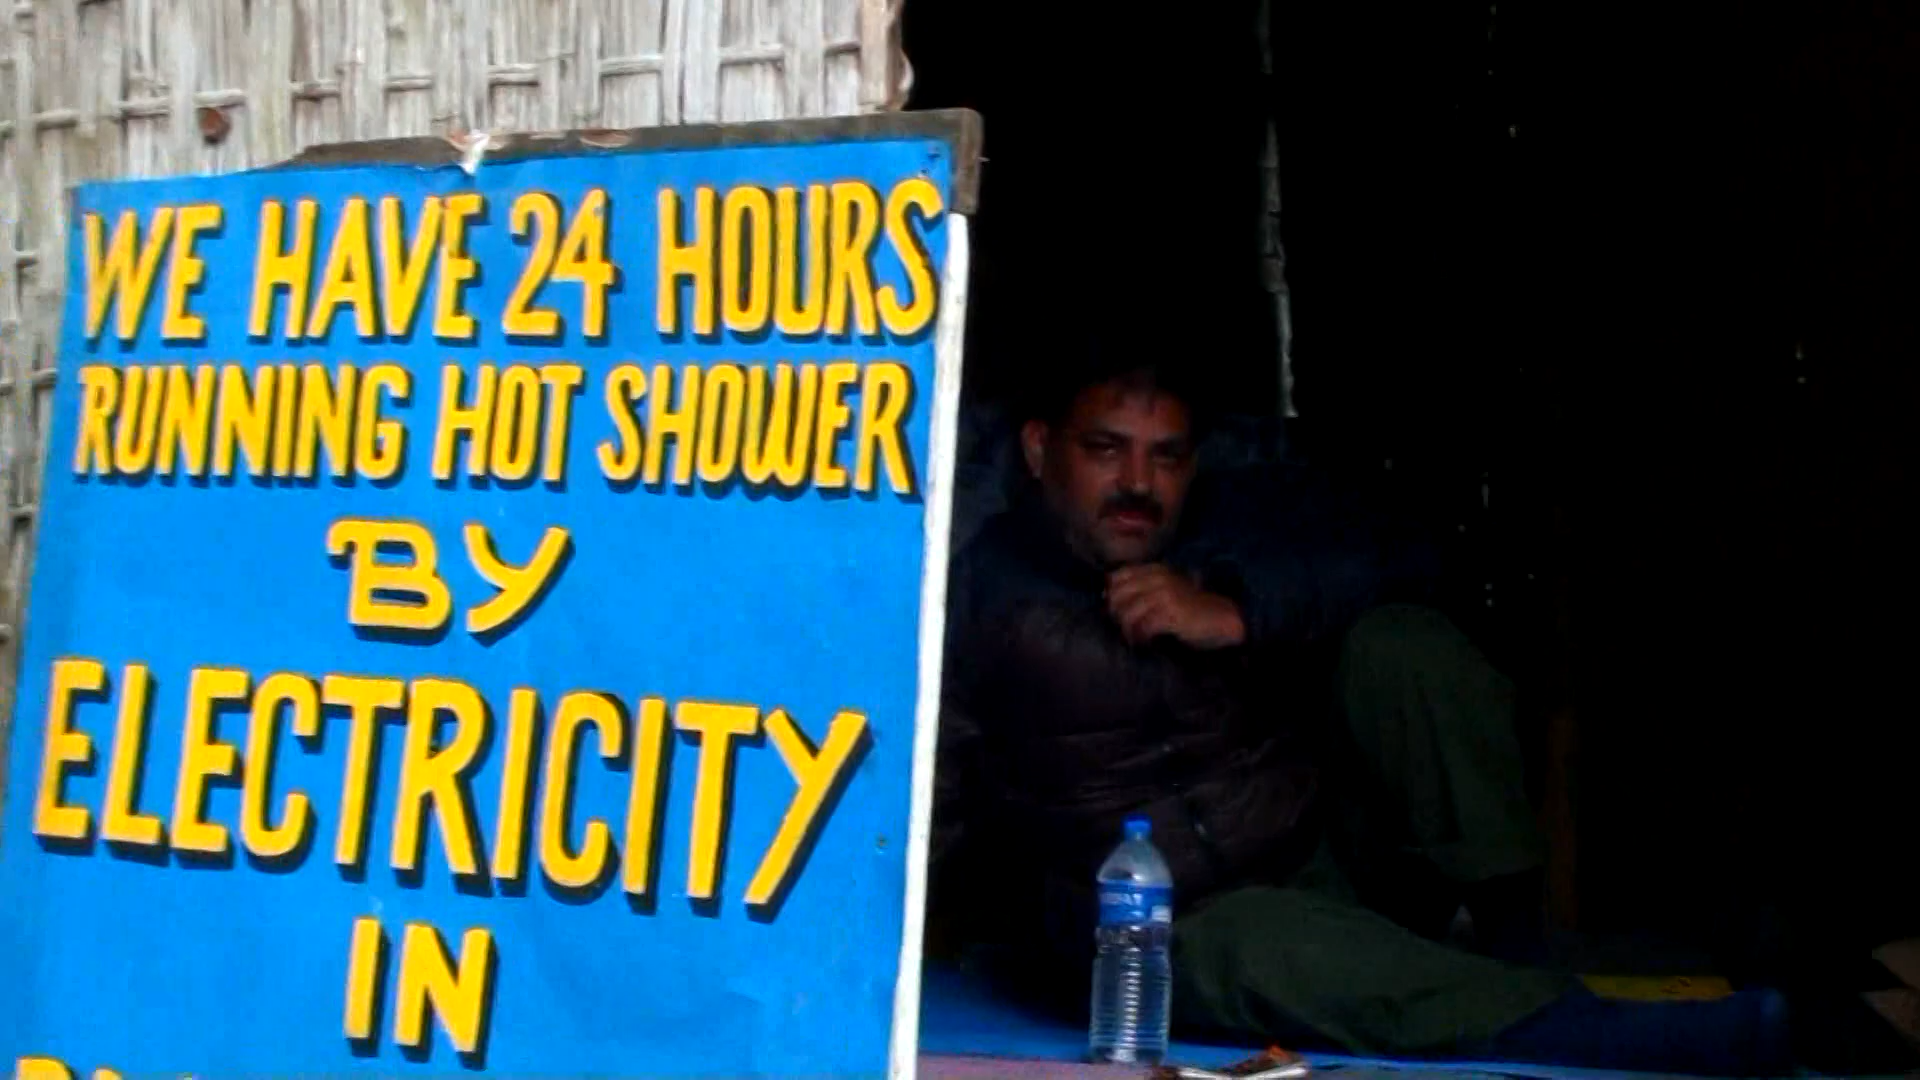 WE HAVE 24 HOURS
RUNNING HOT SHOWER
BY
ELECTRICITY
IN